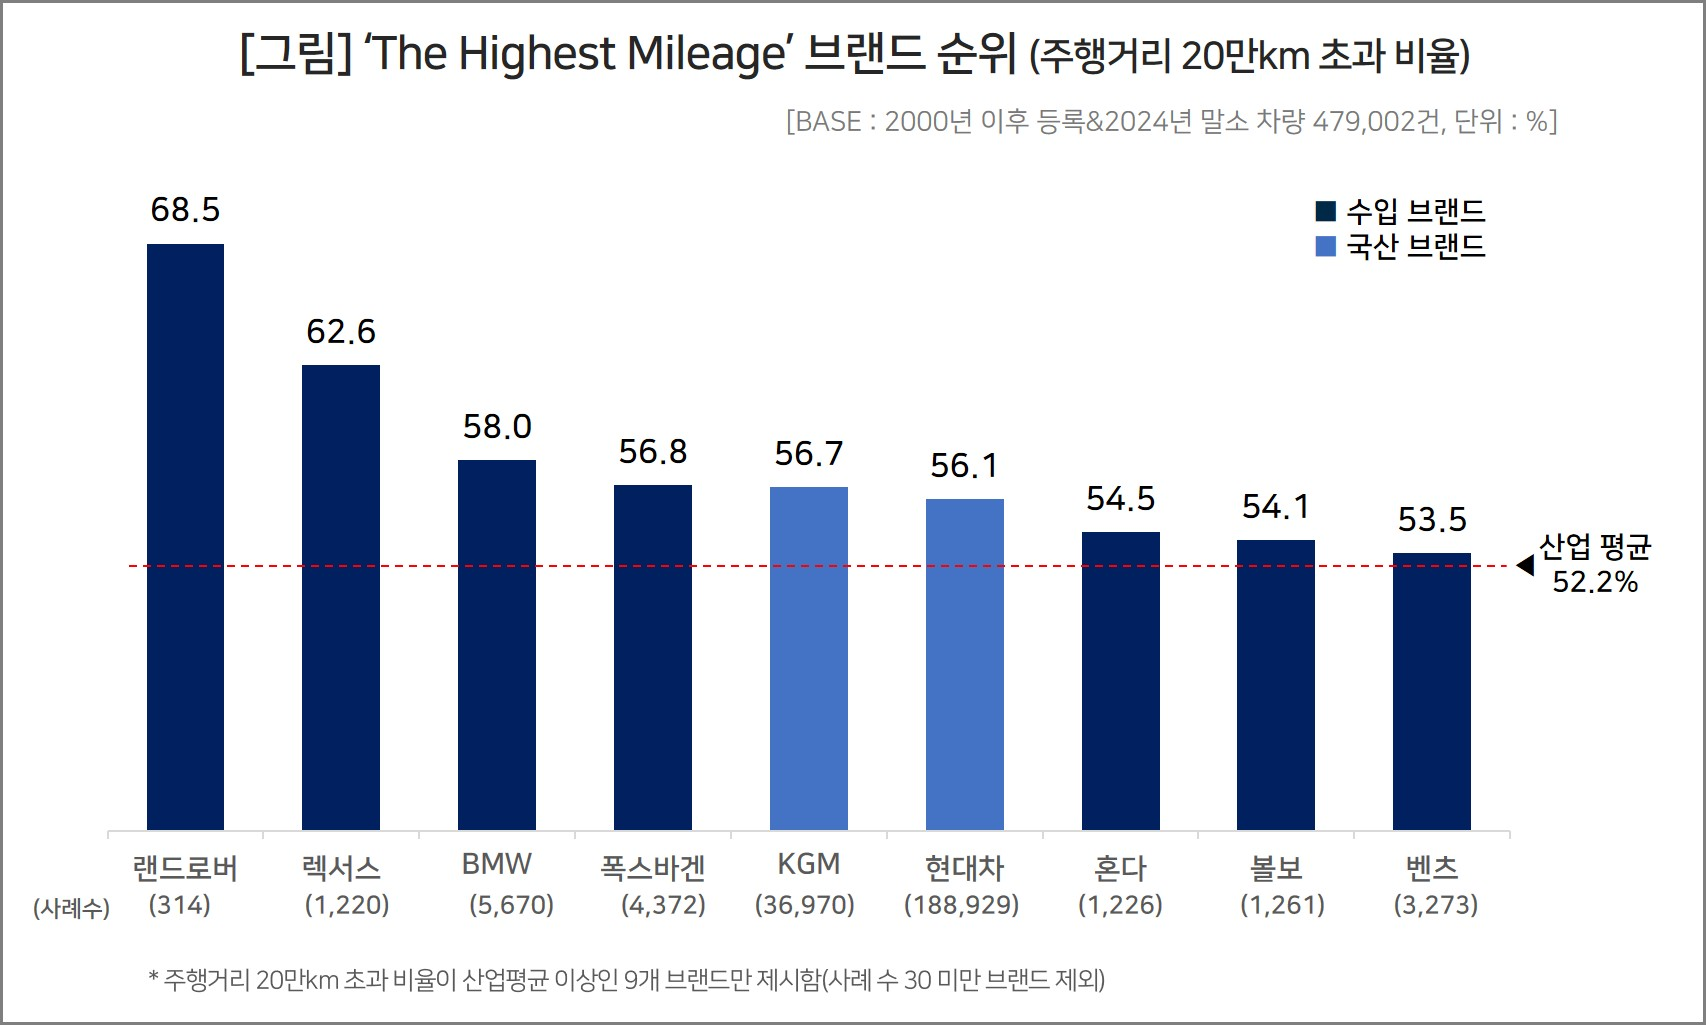 [그림] ‘The Highest Mileage’ 브랜드 순위 (주행거리 20만km 초과 비율)
[BASE : 2000년 이후 등록&2024년 말소 차량 479,002건, 단위 : %]
수입 브랜드
국산 브랜드
68.5
62.6
58.0
56.8
56.7
56.1
54.5
54.1
53.5
산업 평균
52.2%
랜드로버 렉서스 BMW 폭스바겐 KGM 현대차 혼다 볼보 벤츠
(사례수) (314) (1,220) (5,670) (4,372) (36,970) (188,929) (1,226) (1,261) (3,273)
* 주행거리 20만km 초과 비율이 산업평균 이상인 9개 브랜드만 제시함(사례 수 30 미만 브랜드 제외)